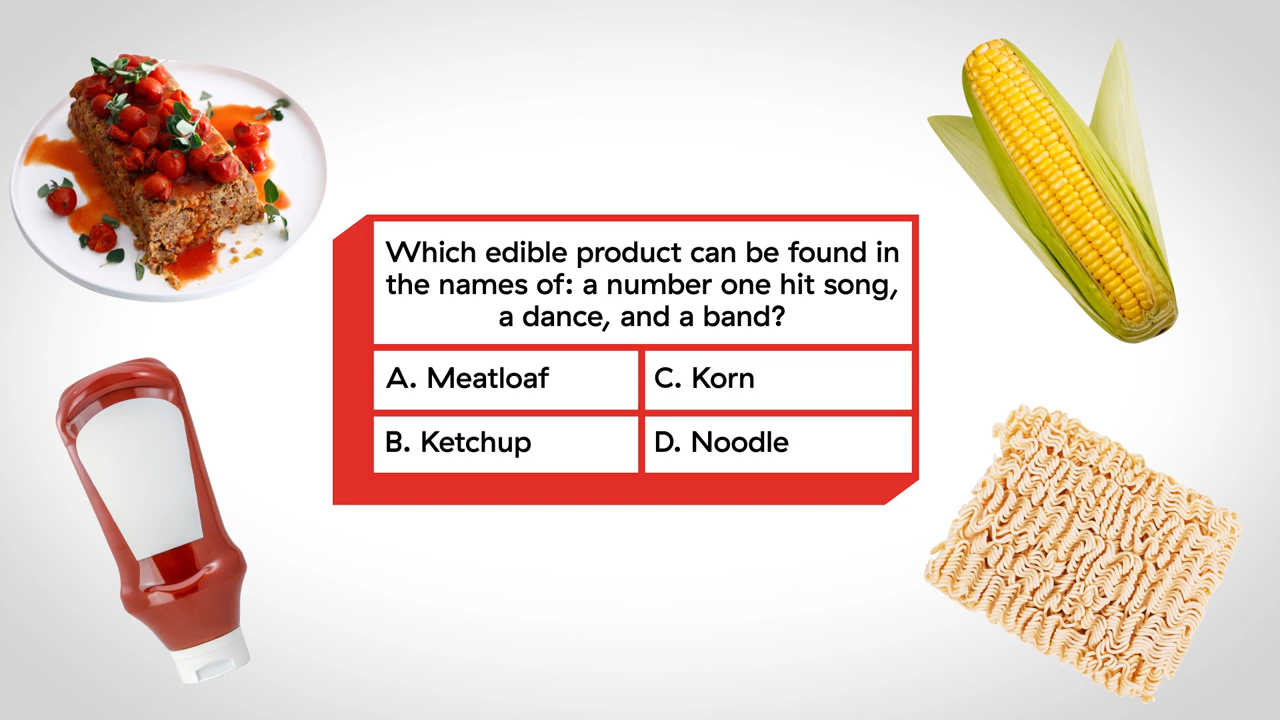 Which edible product can be found in
the names of: a number one hit song,
a dance, and a band?
A. Meatloaf
C. Korn
B. Ketchup
D. Noodle